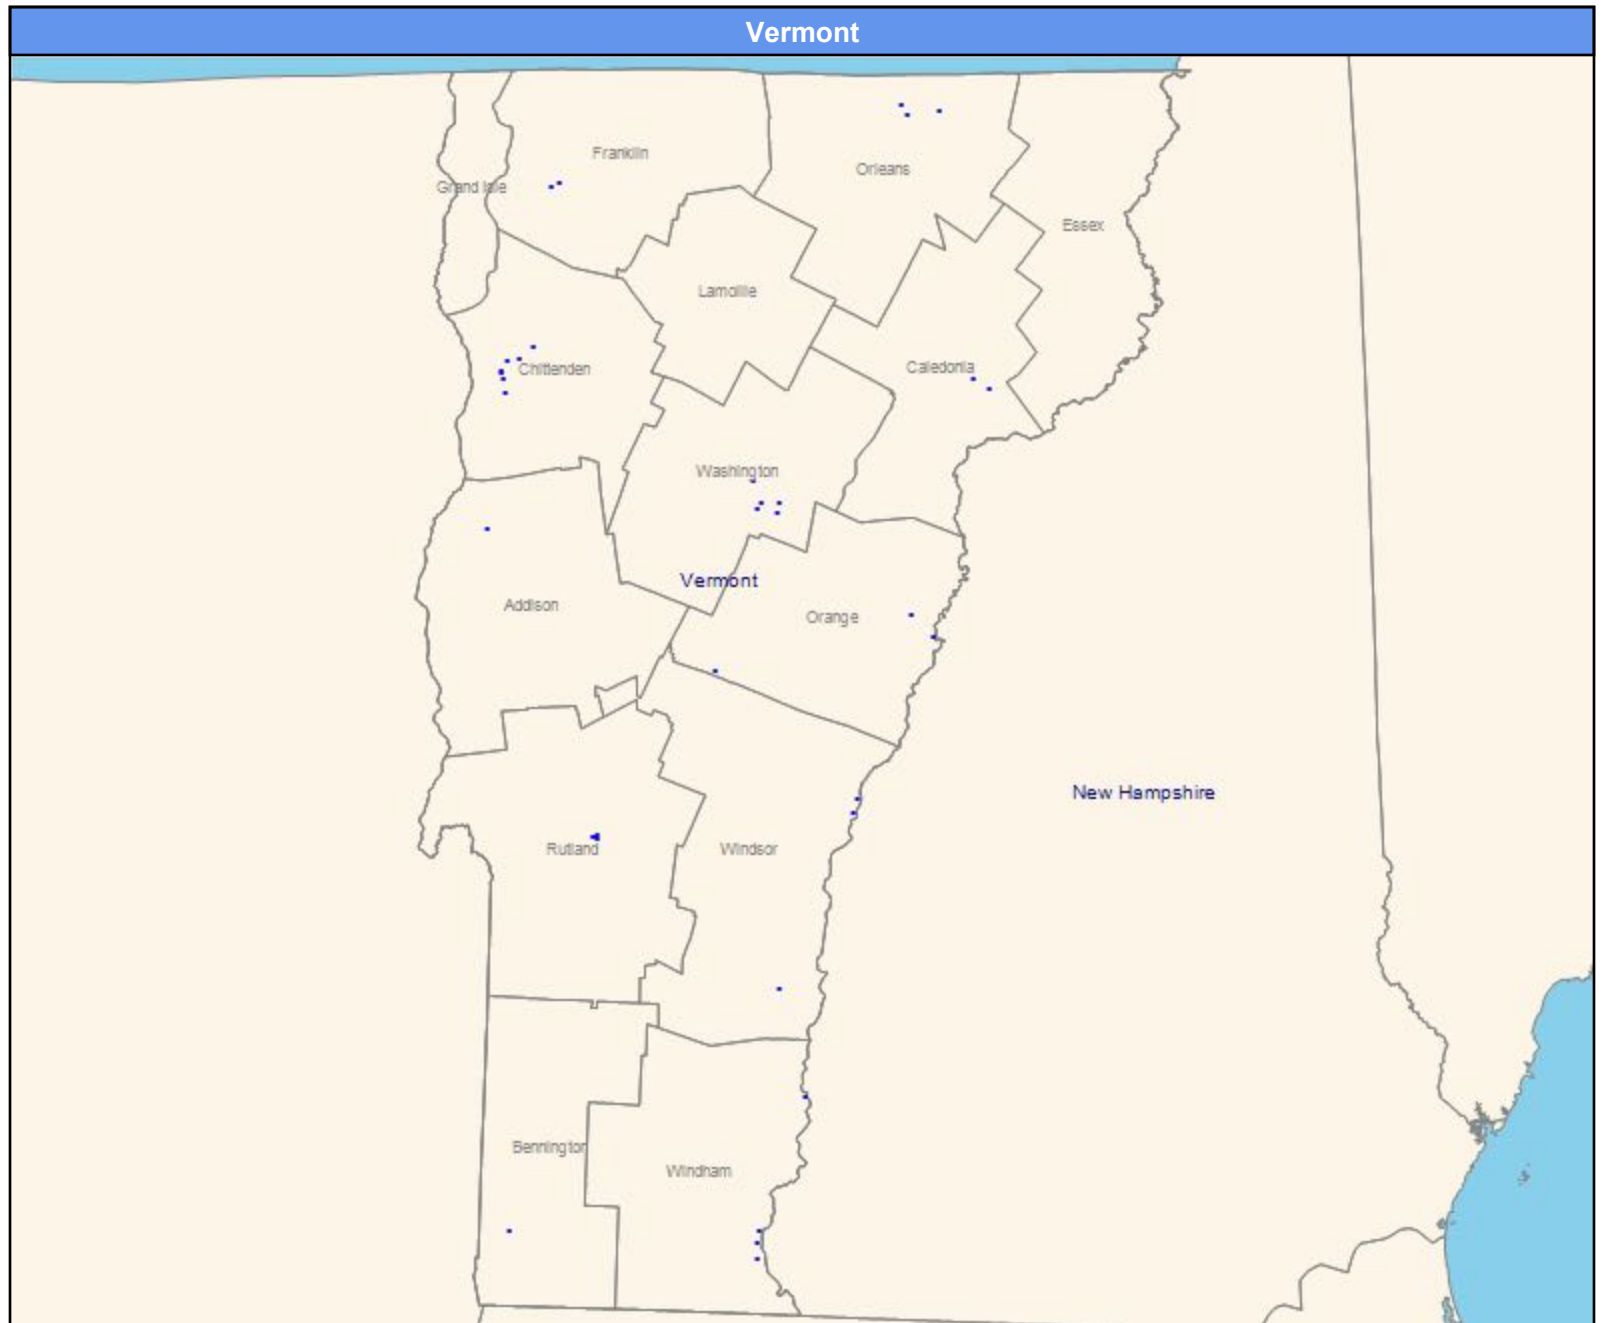 Vermont
Franklin
Orleans
Grand Isle
Essex
Lamoille
Chittenden
Caledonia
Washington
Vermont
Addison
Orange
New Hampshire
Rutland
Windsor
Bennington
Windham